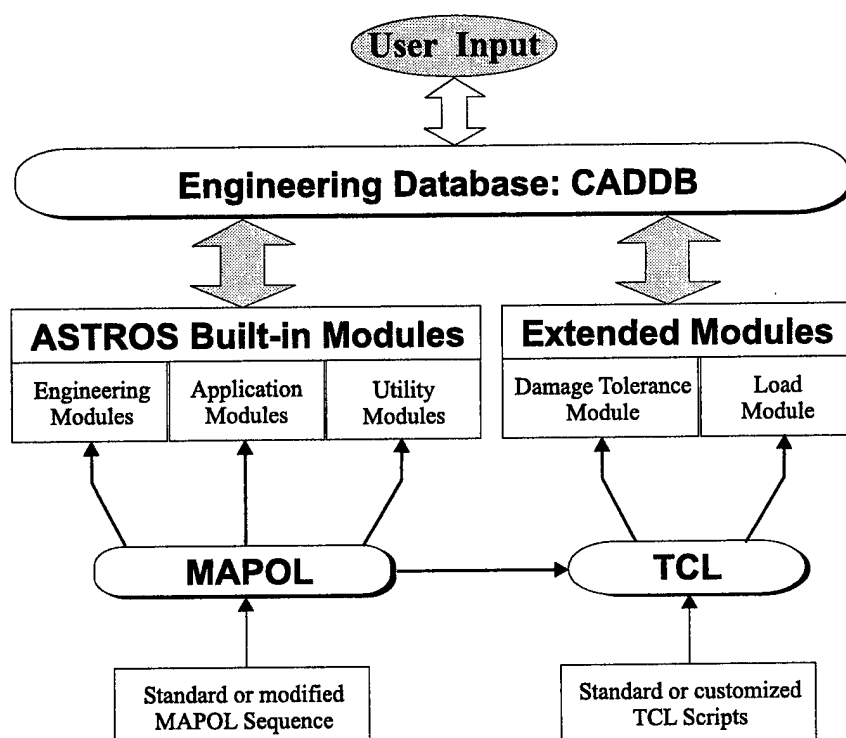 User Input
Engineering Database: CADDB
ASTROS Built-in Modules
Engineering
Modules
Application
Modules
Utility
Modules
Extended Modules
Damage Tolerance
Module
Load
Module
MAPOL
TCL
Standard or modified
MAPOL Sequence
Standard or customized
TCL Scripts